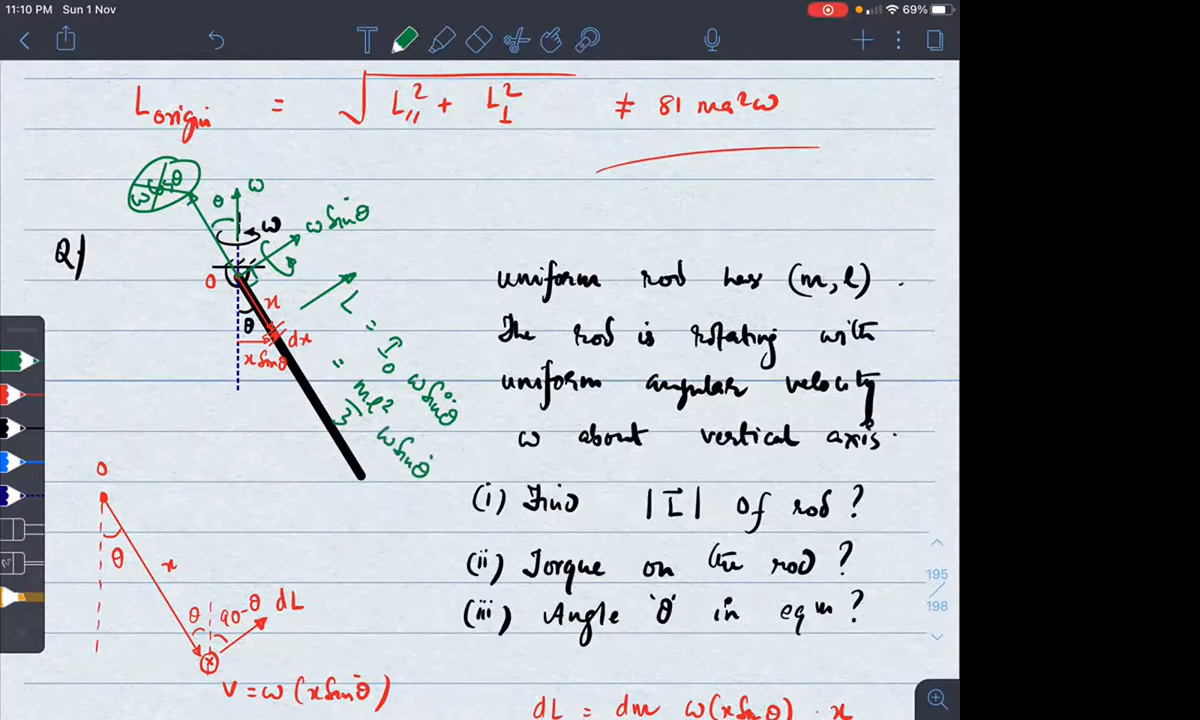 11:10 PM Sun 1 Nov
69%
L origin = √ L//² + L⊥² ≠ 81 ma²ω
ω cosθ
θ
ω
ω
ω sinθ
Q)
O
x
θ
dx
x sinθ
L = I₀ ω sinθ
= ml²/3 ω sinθ
uniform rod has (m, l).
The rod is rotating with
uniform angular velocity
ω about vertical axis.
(i) Find |L| of rod?
(ii) Torque on the rod?
(iii) Angle 'θ' in eqm?
195
198
O
θ
x
θ
90-θ
dL
x
V = ω (x sinθ)
dL = dm ω(x sinθ) . x